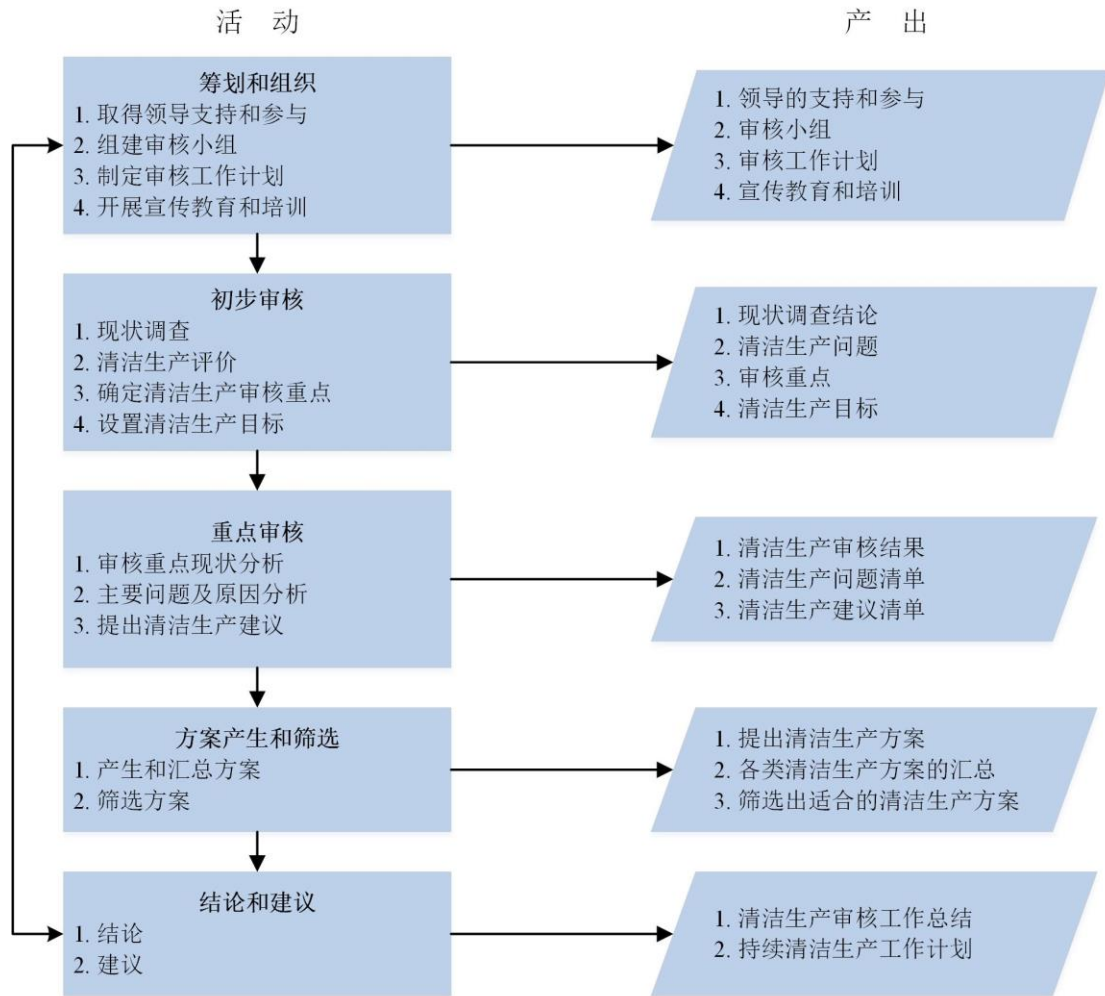 活 动
产 出
筹划和组织
1. 取得领导支持和参与
2. 组建审核小组
3. 制定审核工作计划
4. 开展宣传教育和培训
1. 领导的支持和参与
2. 审核小组
3. 审核工作计划
4. 宣传教育和培训
初步审核
1. 现状调查
2. 清洁生产评价
3. 确定清洁生产审核重点
4. 设置清洁生产目标
1. 现状调查结论
2. 清洁生产问题
3. 审核重点
4. 清洁生产目标
重点审核
1. 审核重点现状分析
2. 主要问题及原因分析
3. 提出清洁生产建议
1. 清洁生产审核结果
2. 清洁生产问题清单
3. 清洁生产建议清单
方案产生和筛选
1. 产生和汇总方案
2. 筛选方案
1. 提出清洁生产方案
2. 各类清洁生产方案的汇总
3. 筛选出适合的清洁生产方案
结论和建议
1. 结论
2. 建议
1. 清洁生产审核工作总结
2. 持续清洁生产工作计划